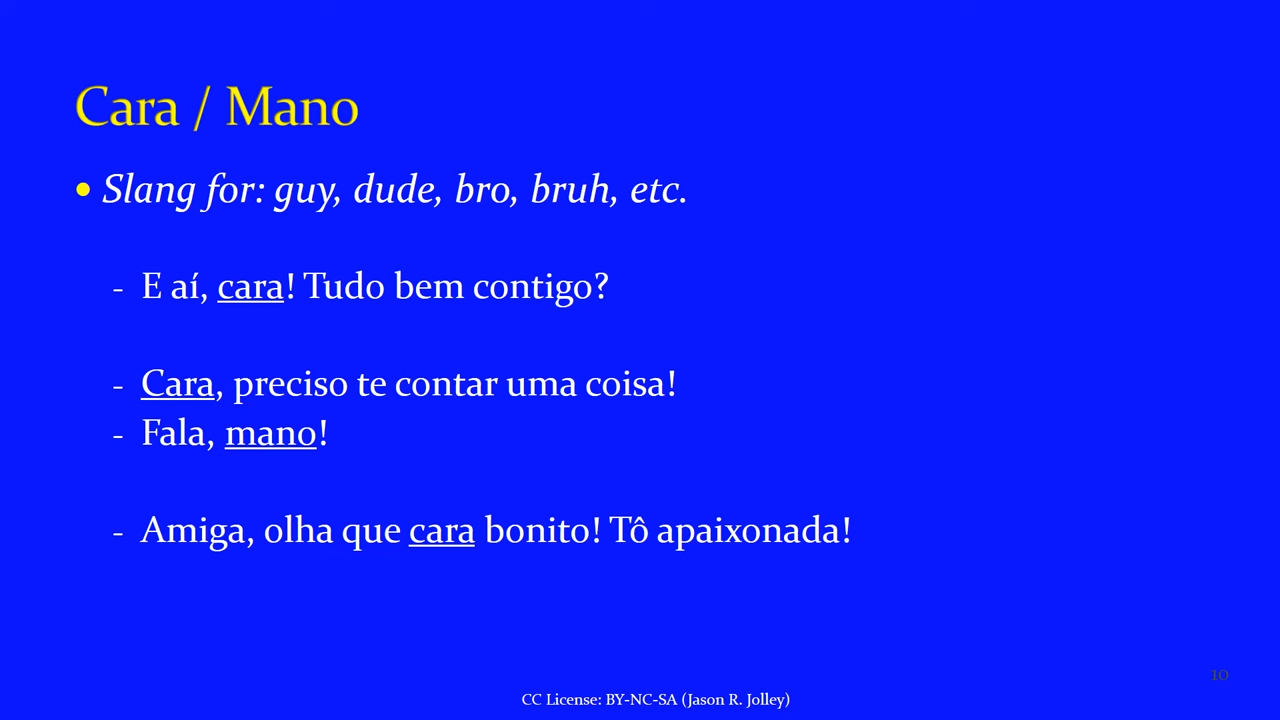 Cara / Mano
• Slang for: guy, dude, bro, bruh, etc.
- E aí, cara! Tudo bem contigo?
- Cara, preciso te contar uma coisa!
- Fala, mano!
- Amiga, olha que cara bonito! Tô apaixonada!
10
CC License: BY-NC-SA (Jason R. Jolley)